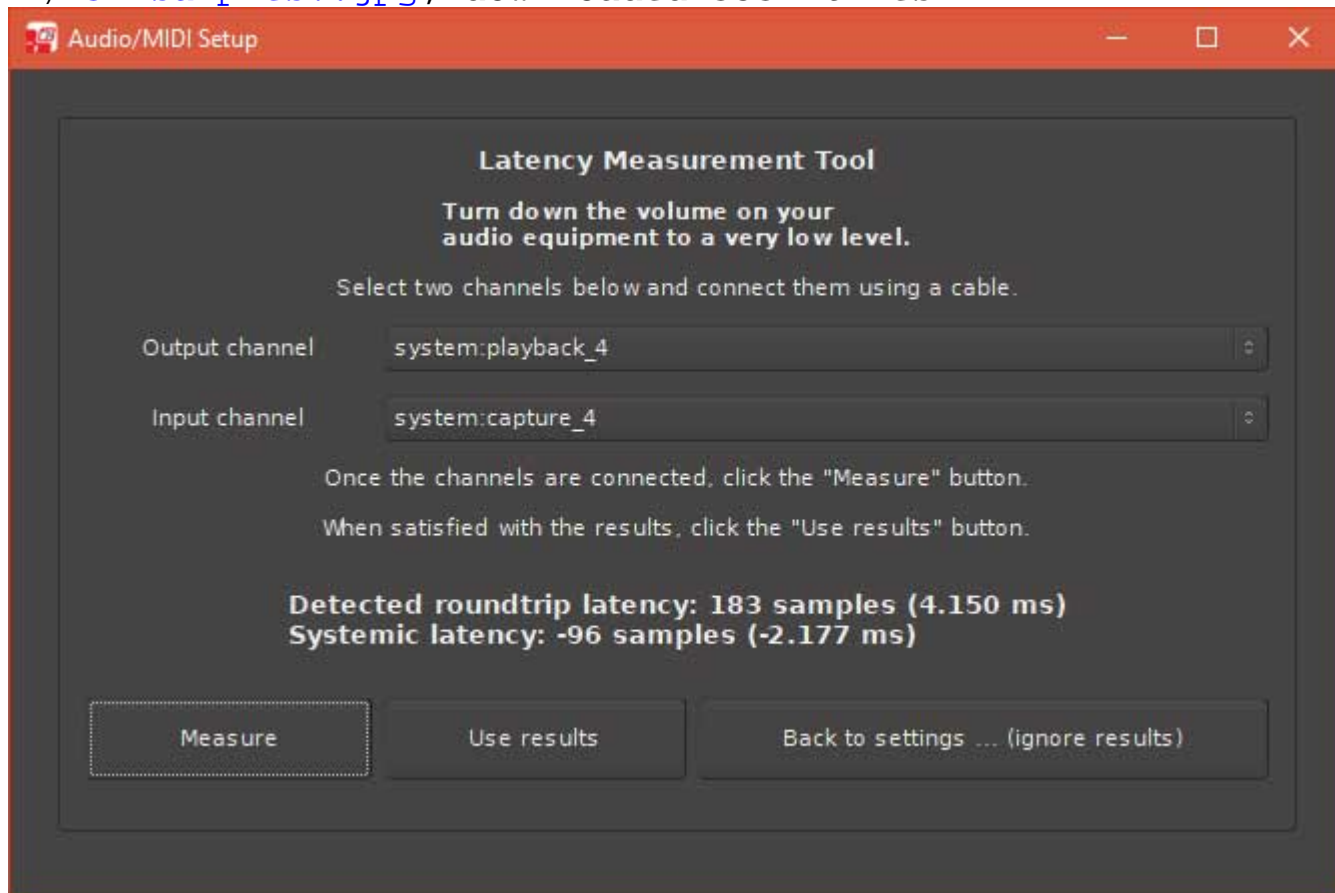 Audio/MIDI Setup
Latency Measurement Tool
Turn down the volume on your
audio equipment to a very low level.
Select two channels below and connect them using a cable.
Output channel
system:playback_4
Input channel
system:capture_4
Once the channels are connected, click the "Measure" button.
When satisfied with the results, click the "Use results" button.
Detected roundtrip latency: 183 samples (4.150 ms)
Systemic latency: -96 samples (-2.177 ms)
Measure
Use results
Back to settings ... (ignore results)